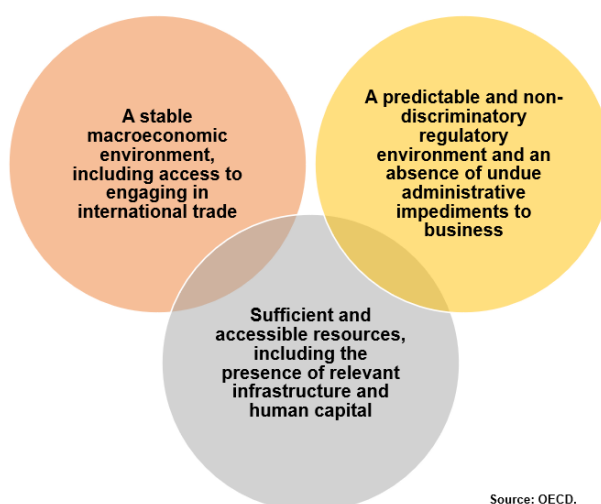 A stable
macroeconomic
environment,
including access to
engaging in
international trade
A predictable and non-
discriminatory
regulatory
environment and an
absence of undue
administrative
impediments to
business
Sufficient and
accessible resources,
including the
presence of relevant
infrastructure and
human capital
Source: OECD.